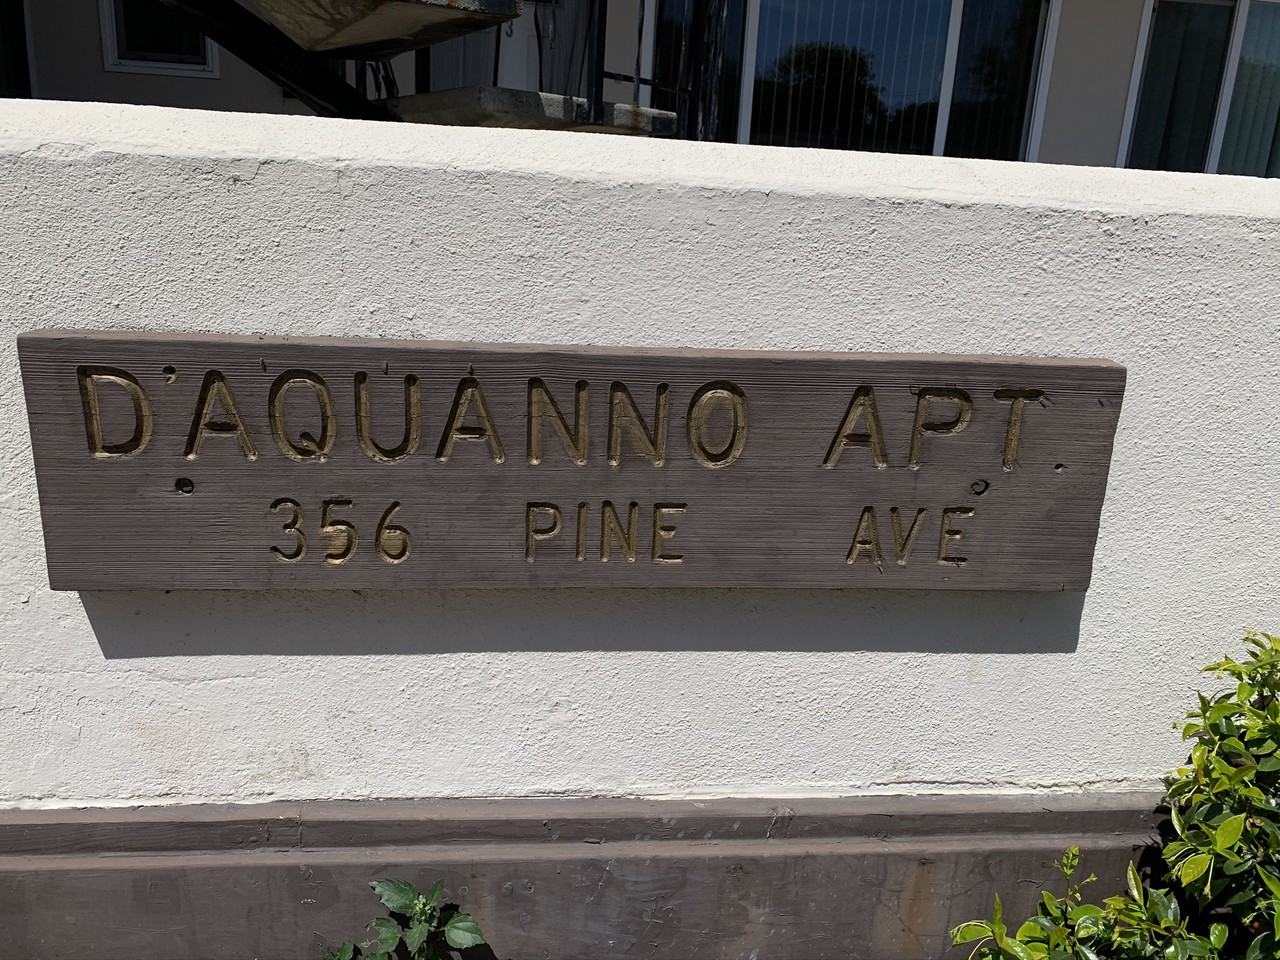 D'AQUANNO APT.
356 PINE AVE